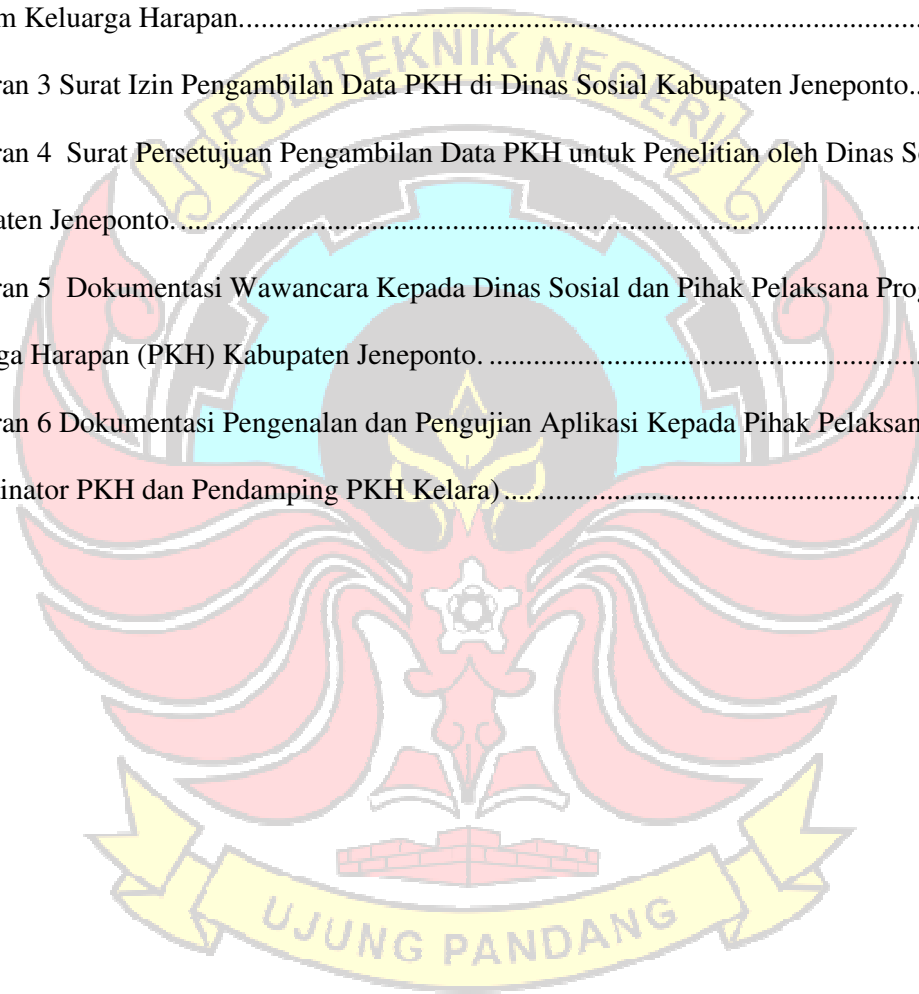 m Keluarga Harapan
ran 3 Surat Izin Pengambilan Data PKH di Dinas Sosial Kabupaten Jeneponto.
ran 4 Surat Persetujuan Pengambilan Data PKH untuk Penelitian oleh Dinas So
aten Jeneponto.
ran 5 Dokumentasi Wawancara Kepada Dinas Sosial dan Pihak Pelaksana Prog
ga Harapan (PKH) Kabupaten Jeneponto.
ran 6 Dokumentasi Pengenalan dan Pengujian Aplikasi Kepada Pihak Pelaksan
inator PKH dan Pendamping PKH Kelara)
POLITEKNIK NEGERI
UJUNG PANDANG